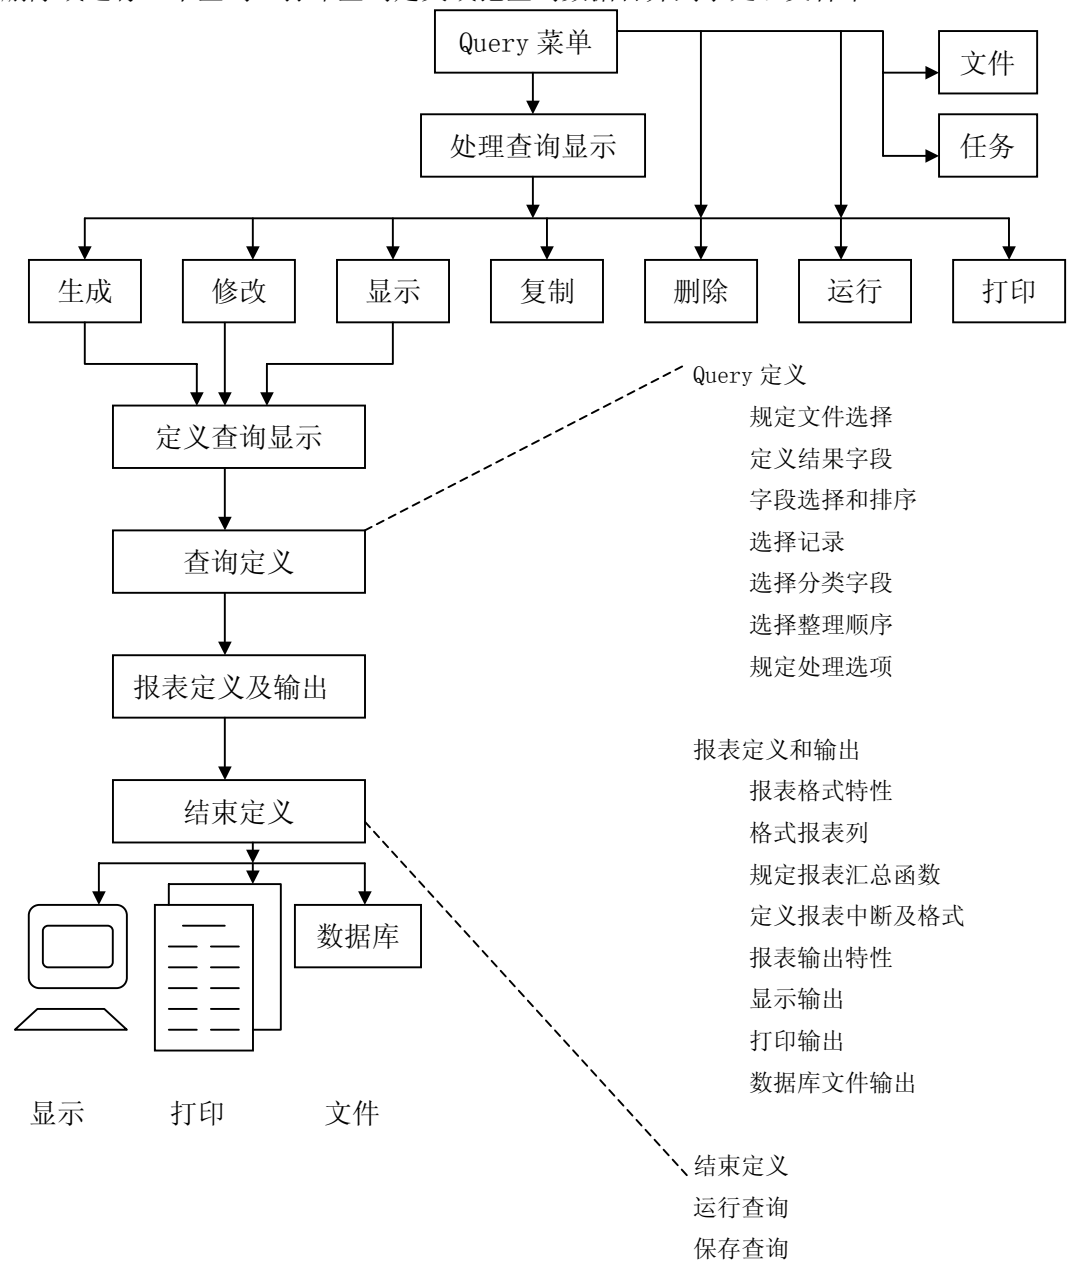 Query 菜单
文件
任务
处理查询显示
生成
修改
显示
复制
删除
运行
打印
定义查询显示
查询定义
报表定义及输出
结束定义
数据库
显示
打印
文件
Query 定义
规定文件选择
定义结果字段
字段选择和排序
选择记录
选择分类字段
选择整理顺序
规定处理选项
报表定义和输出
报表格式特性
格式报表列
规定报表汇总函数
定义报表中断及格式
报表输出特性
显示输出
打印输出
数据库文件输出
结束定义
运行查询
保存查询